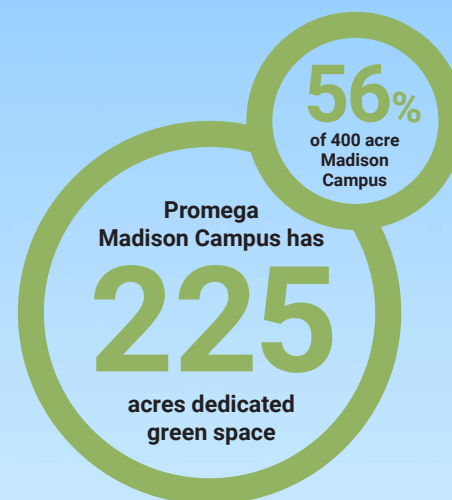 56%
of 400 acre
Madison
Campus
Promega
Madison Campus has
225
acres dedicated
green space